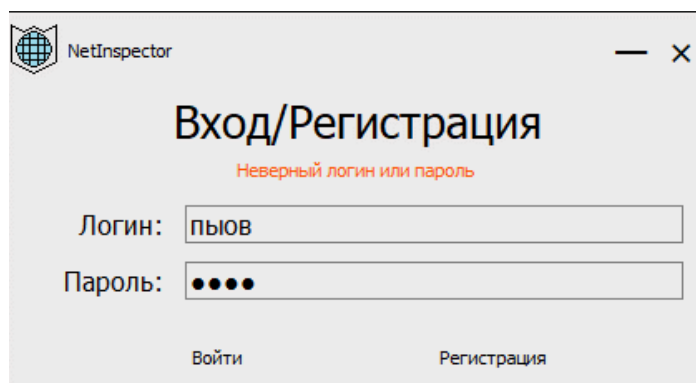 NetInspector
Вход/Регистрация
Неверный логин или пароль
Логин: пыов
Пароль: ••••
Войти Регистрация